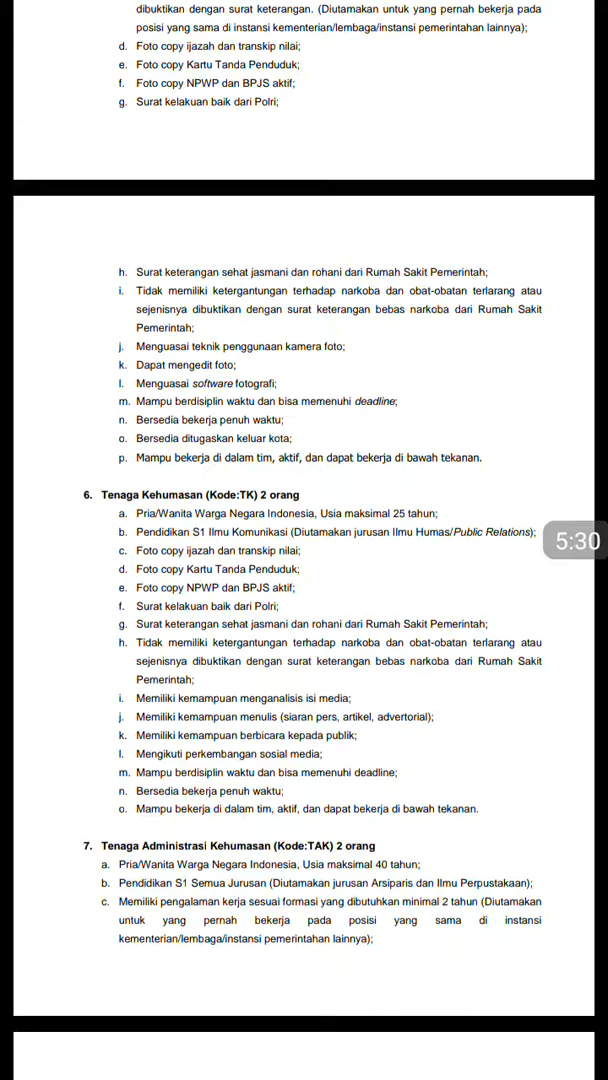 dibuktikan dengan surat keterangan. (Diutamakan untuk yang pernah bekerja pada
posisi yang sama di instansi kementerian/lembaga/instansi pemerintahan lainnya);
d. Foto copy ijazah dan transkip nilai;
e. Foto copy Kartu Tanda Penduduk;
f. Foto copy NPWP dan BPJS aktif;
g. Surat kelakuan baik dari Polri;
h. Surat keterangan sehat jasmani dan rohani dari Rumah Sakit Pemerintah;
i. Tidak memiliki ketergantungan terhadap narkoba dan obat-obatan terlarang atau
sejenisnya dibuktikan dengan surat keterangan bebas narkoba dari Rumah Sakit
Pemerintah;
j. Menguasai teknik penggunaan kamera foto;
k. Dapat mengedit foto;
l. Menguasai software fotografi;
m. Mampu berdisiplin waktu dan bisa memenuhi deadline;
n. Bersedia bekerja penuh waktu;
o. Bersedia ditugaskan keluar kota;
p. Mampu bekerja di dalam tim, aktif, dan dapat bekerja di bawah tekanan.
6. Tenaga Kehumasan (Kode:TK) 2 orang
a. Pria/Wanita Warga Negara Indonesia, Usia maksimal 25 tahun;
b. Pendidikan S1 Ilmu Komunikasi (Diutamakan jurusan Ilmu Humas/Public Relations);
5:30
c. Foto copy ijazah dan transkip nilai;
d. Foto copy Kartu Tanda Penduduk;
e. Foto copy NPWP dan BPJS aktif;
f. Surat kelakuan baik dari Polri;
g. Surat keterangan sehat jasmani dan rohani dari Rumah Sakit Pemerintah;
h. Tidak memiliki ketergantungan terhadap narkoba dan obat-obatan terlarang atau
sejenisnya dibuktikan dengan surat keterangan bebas narkoba dari Rumah Sakit
Pemerintah;
i. Memiliki kemampuan menganalisis isi media;
j. Memiliki kemampuan menulis (siaran pers, artikel, advertorial);
k. Memiliki kemampuan berbicara kepada publik;
l. Mengikuti perkembangan sosial media;
m. Mampu berdisiplin waktu dan bisa memenuhi deadline;
n. Bersedia bekerja penuh waktu;
o. Mampu bekerja di dalam tim, aktif, dan dapat bekerja di bawah tekanan.
7. Tenaga Administrasi Kehumasan (Kode:TAK) 2 orang
a. Pria/Wanita Warga Negara Indonesia, Usia maksimal 40 tahun;
b. Pendidikan S1 Semua Jurusan (Diutamakan jurusan Arsiparis dan Ilmu Perpustakaan);
c. Memiliki pengalaman kerja sesuai formasi yang dibutuhkan minimal 2 tahun (Diutamakan
untuk yang pernah bekerja pada posisi yang sama di instansi
kementerian/lembaga/instansi pemerintahan lainnya);